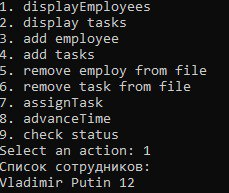 1. displayEmployees
2. display tasks
3. add employee
4. add tasks
5. remove employ from file
6. remove task from file
7. assignTask
8. advanceTime
9. check status
Select an action: 1
Список сотрудников:
Vladimir Putin 12